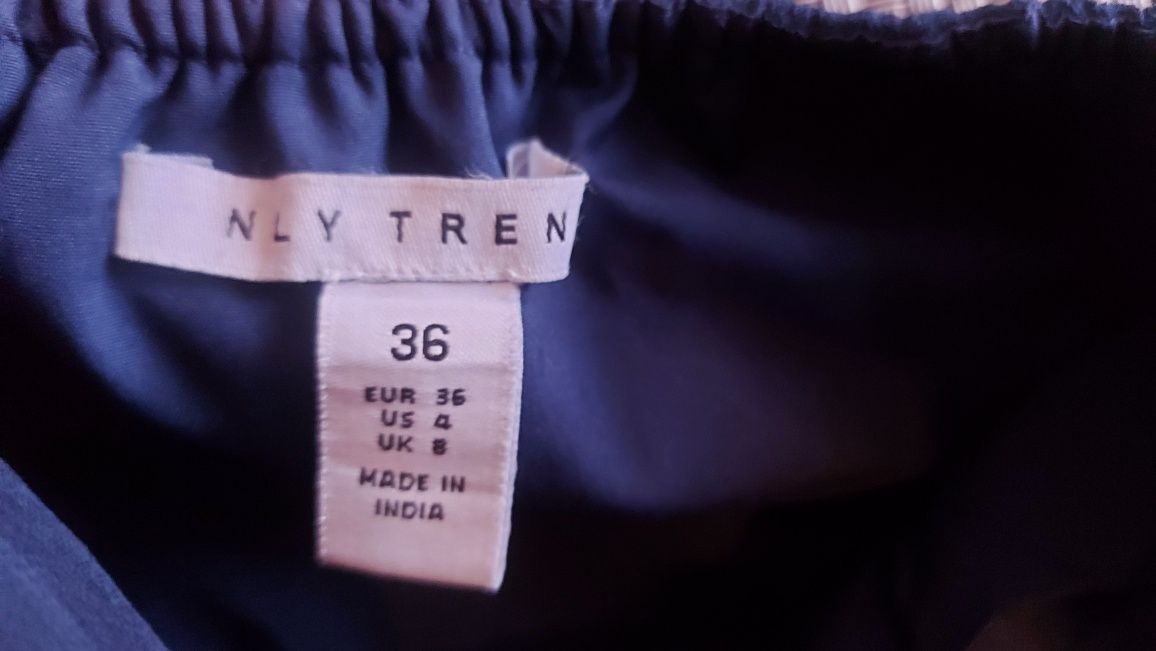 NLY TREN
36
EUR 36
US 4
UK 8
MADE IN
INDIA